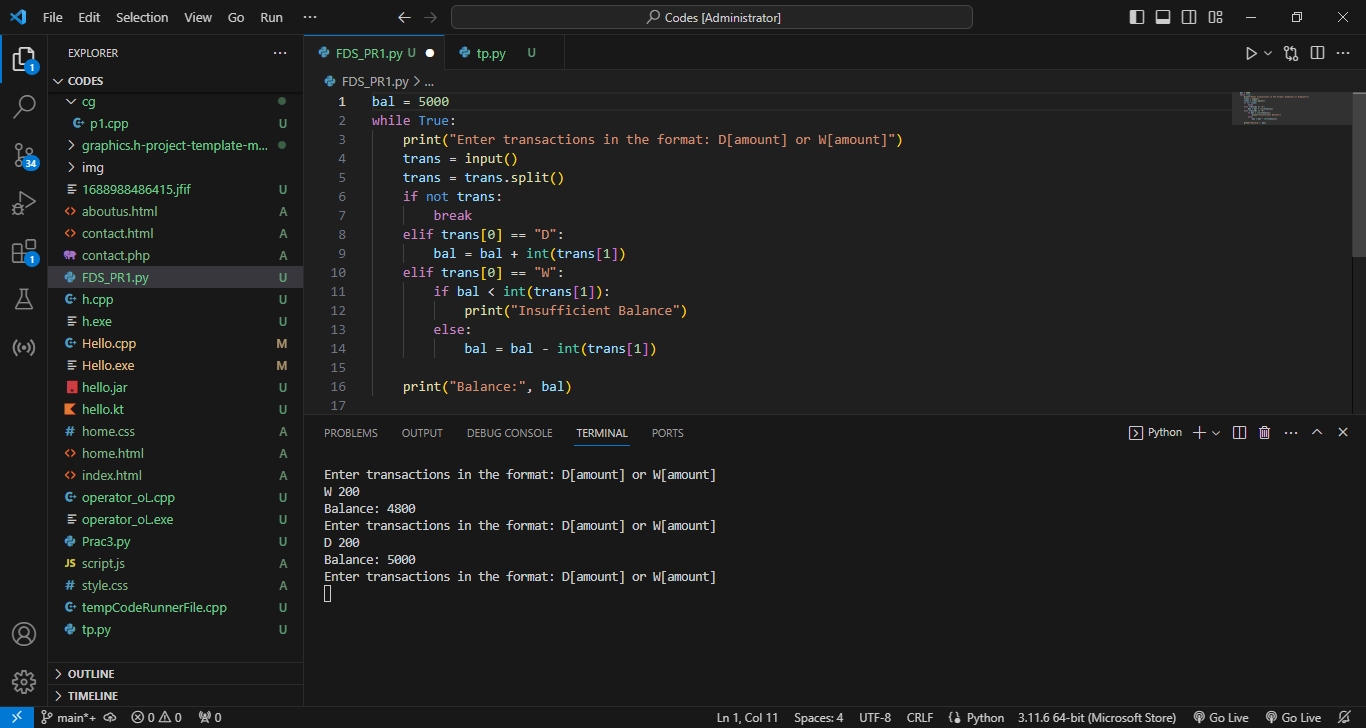 File Edit Selection View Go Run ··· Codes [Administrator]
EXPLORER ···
CODES
cg
p1.cpp U
graphics.h-project-template-m...
img
1688988486415.jfif U
aboutus.html A
contact.html A
contact.php A
FDS_PR1.py U
h.cpp U
h.exe U
Hello.cpp M
Hello.exe M
hello.jar U
hello.kt U
home.css A
home.html A
index.html A
operator_oL.cpp U
operator_oL.exe U
Prac3.py U
script.js A
style.css A
tempCodeRunnerFile.cpp U
tp.py U
OUTLINE
TIMELINE
1
34
1
FDS_PR1.py U tp.py U
FDS_PR1.py > ...
1 bal = 5000
2 while True:
3 print("Enter transactions in the format: D[amount] or W[amount]")
4 trans = input()
5 trans = trans.split()
6 if not trans:
7 break
8 elif trans[0] == "D":
9 bal = bal + int(trans[1])
10 elif trans[0] == "W":
11 if bal < int(trans[1]):
12 print("Insufficient Balance")
13 else:
14 bal = bal - int(trans[1])
15
16 print("Balance:", bal)
17
PROBLEMS OUTPUT DEBUG CONSOLE TERMINAL PORTS Python
Enter transactions in the format: D[amount] or W[amount]
W 200
Balance: 4800
Enter transactions in the format: D[amount] or W[amount]
D 200
Balance: 5000
Enter transactions in the format: D[amount] or W[amount]
main*+ 0 0 0 Ln 1, Col 11 Spaces: 4 UTF-8 CRLF Python 3.11.6 64-bit (Microsoft Store) Go Live Go Live